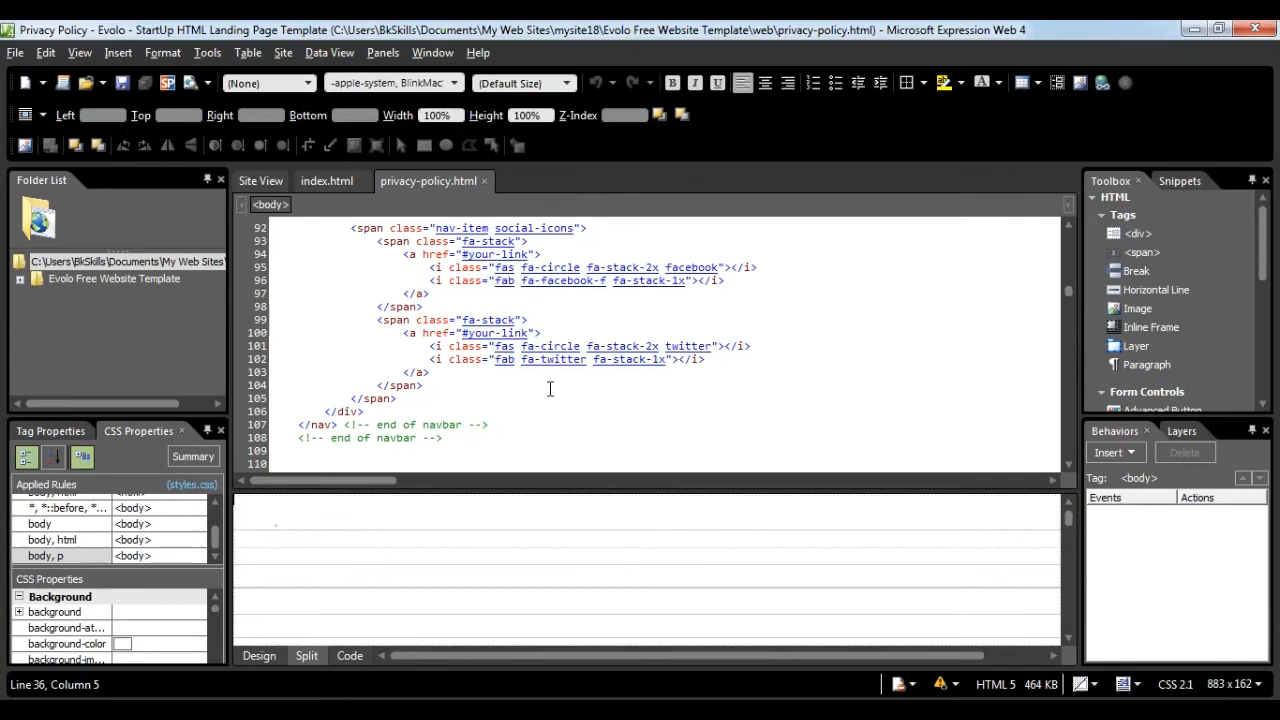 Privacy Policy - Evolo - StartUp HTML Landing Page Template (C:\Users\BkSkills\Documents\My Web Sites\mysite18\Evolo Free Website Template\web\privacy-policy.html) - Microsoft Expression Web 4
File Edit View Insert Format Tools Table Site Data View Panels Window Help
(None) -apple-system, BlinkMac (Default Size) B I U
Left Top Right Bottom Width 100% Height 100% Z-Index
Folder List
C:\Users\BkSkills\Documents\My Web Sites\
Evolo Free Website Template
Site View index.html privacy-policy.html
<body>
92 <span class="nav-item social-icons">
93 <span class="fa-stack">
94 <a href="#your-link">
95 <i class="fas fa-circle fa-stack-2x facebook"></i>
96 <i class="fab fa-facebook-f fa-stack-1x"></i>
97 </a>
98 </span>
99 <span class="fa-stack">
100 <a href="#your-link">
101 <i class="fas fa-circle fa-stack-2x twitter"></i>
102 <i class="fab fa-twitter fa-stack-1x"></i>
103 </a>
104 </span>
105 </span>
106 </div>
107 </nav> <!-- end of navbar -->
108 <!-- end of navbar -->
109
110
Toolbox Snippets
HTML
Tags
<div>
<span>
Break
Horizontal Line
Image
Inline Frame
Layer
Paragraph
Form Controls
Advanced Button
Tag Properties CSS Properties
Summary
Applied Rules (styles.css)
body, html <html>
*, *::before, *... <body>
body <body>
body, html <body>
body, p <body>
CSS Properties
Background
background
background-at...
background-color
background-im...
Behaviors Layers
Insert Delete
Tag: <body>
Events Actions
Design Split Code
Line 36, Column 5
HTML 5 464 KB CSS 2.1 883 x 162